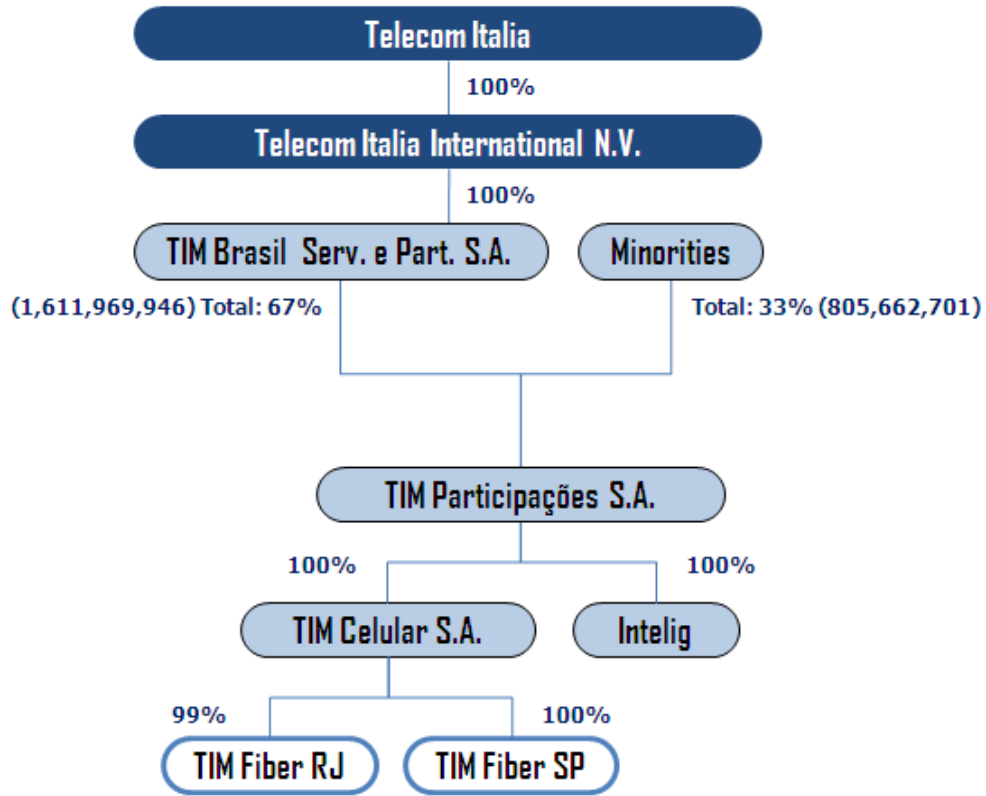 Telecom Italia
100%
Telecom Italia International N.V.
100%
TIM Brasil Serv. e Part. S.A.
Minorities
(1,611,969,946) Total: 67%
Total: 33% (805,662,701)
TIM Participações S.A.
100%
100%
TIM Celular S.A.
Intelig
99%
100%
TIM Fiber RJ
TIM Fiber SP